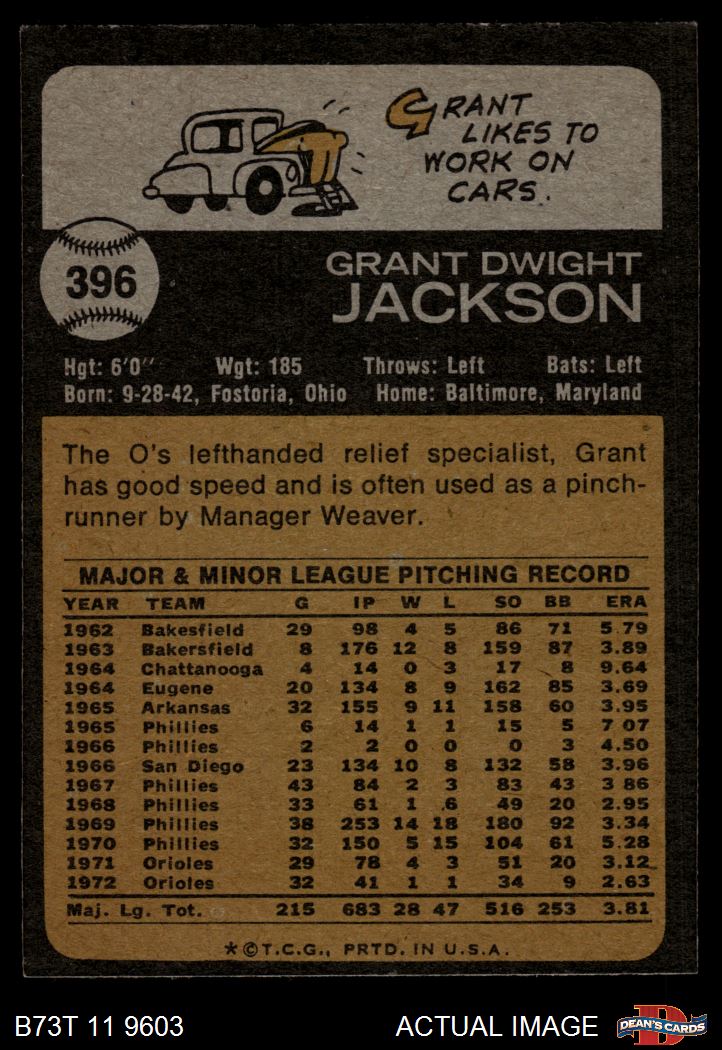 GRANT
LIKES TO
WORK ON
CARS.
396
GRANT DWIGHT
JACKSON
Hgt: 6'0" Wgt: 185 Throws: Left Bats: Left
Born: 9-28-42, Fostoria, Ohio Home: Baltimore, Maryland
The O's lefthanded relief specialist, Grant
has good speed and is often used as a pinch-
runner by Manager Weaver.
MAJOR & MINOR LEAGUE PITCHING RECORD
YEAR TEAM G IP W L SO BB ERA
1962 Bakesfield 29 98 4 5 86 71 5.79
1963 Bakersfield 8 176 12 8 159 87 3.89
1964 Chattanooga 4 14 0 3 17 8 9.64
1964 Eugene 20 134 8 9 162 85 3.69
1965 Arkansas 32 155 9 11 158 60 3.95
1965 Phillies 6 14 1 1 15 5 7 07
1966 Phillies 2 2 0 0 0 3 4.50
1966 San Diego 23 134 10 8 132 58 3.96
1967 Phillies 43 84 2 3 83 43 3 86
1968 Phillies 33 61 1 6 49 20 2.95
1969 Phillies 38 253 14 18 180 92 3.34
1970 Phillies 32 150 5 15 104 61 5.28
1971 Orioles 29 78 4 3 51 20 3.12
1972 Orioles 32 41 1 1 34 9 2.63
Maj. Lg. Tot. 215 683 28 47 516 253 3.81
*©T.C.G., PRTD. IN U.S.A.
B73T 11 9603 ACTUAL IMAGE D DEAN'S CARDS